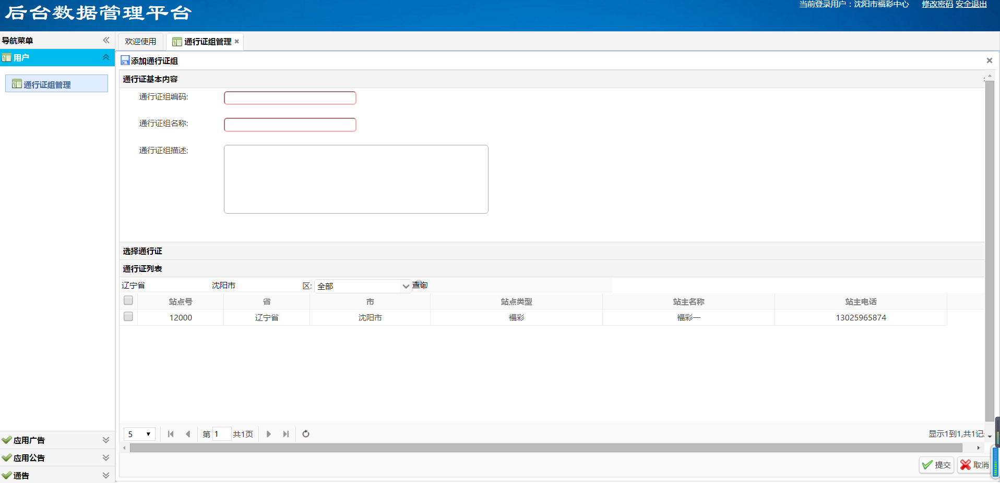 后台数据管理平台
当前登录用户：沈阳市福彩中心 修改密码 安全退出
导航菜单
欢迎使用 通行证组管理
用户
通行证组管理
添加通行证组
通行证基本内容
通行证组编码:
通行证组名称:
通行证组描述:
选择通行证
通行证列表
辽宁省 沈阳市 区: 全部 查询
站点号 省 市 站点类型 站主名称 站主电话
12000 辽宁省 沈阳市 福彩 福彩一 13025965874
5 第 1 共1页 显示1到1,共1记
应用广告
应用公告
通告
提交 取消